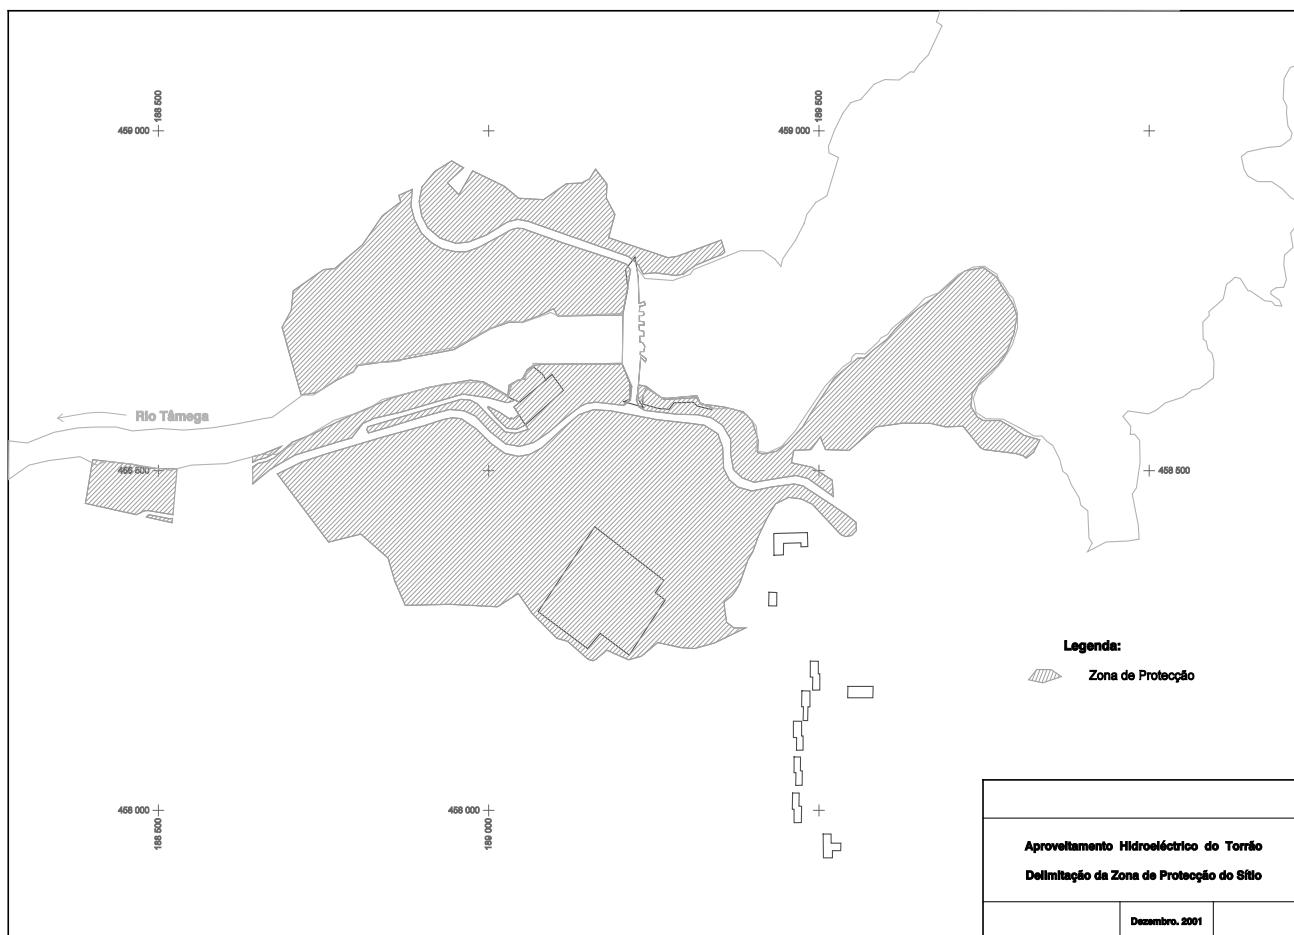 188 500
189 500
459 000
459 000
Rio Tâmega
458 500
458 500
Legenda:
Zona de Protecção
458 000
458 000
188 500
189 000
Aproveitamento Hidroeléctrico do Torrão
Delimitação da Zona de Protecção do Sítio
Dezembro. 2001